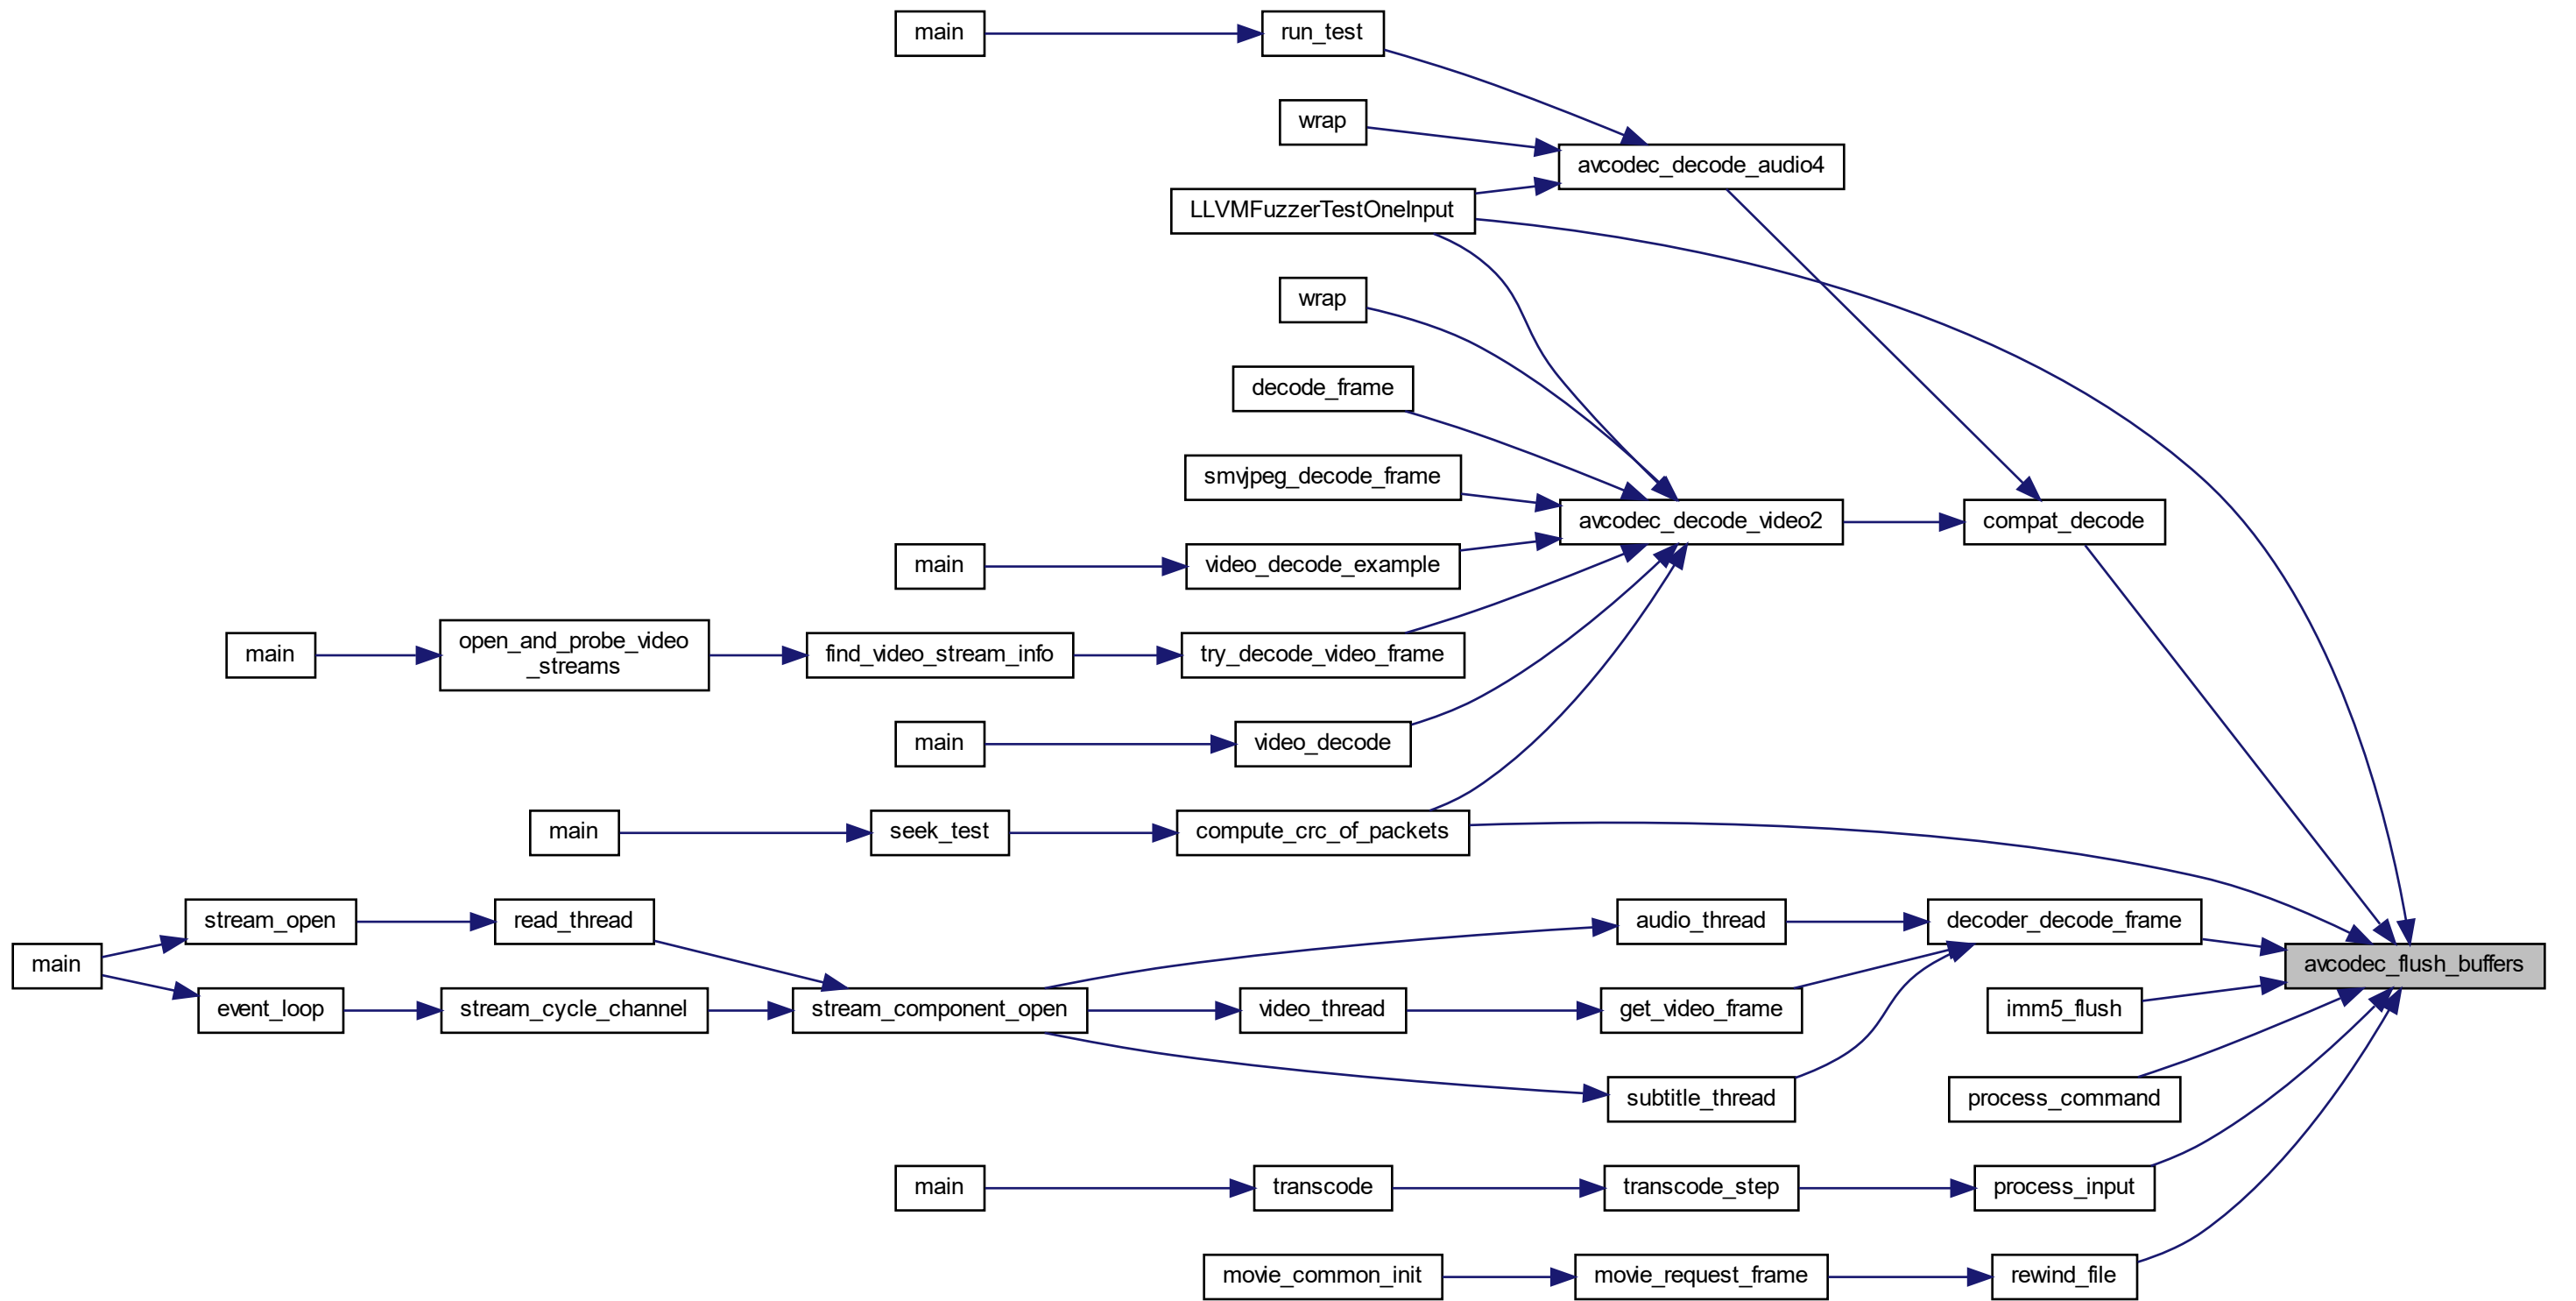 main
run_test
wrap
avcodec_decode_audio4
LLVMFuzzerTestOneInput
wrap
decode_frame
smvjpeg_decode_frame
avcodec_decode_video2
compat_decode
main
video_decode_example
main
open_and_probe_video
_streams
find_video_stream_info
try_decode_video_frame
main
video_decode
main
seek_test
compute_crc_of_packets
stream_open
read_thread
audio_thread
decoder_decode_frame
main
avcodec_flush_buffers
event_loop
stream_cycle_channel
stream_component_open
video_thread
get_video_frame
imm5_flush
subtitle_thread
process_command
main
transcode
transcode_step
process_input
movie_common_init
movie_request_frame
rewind_file